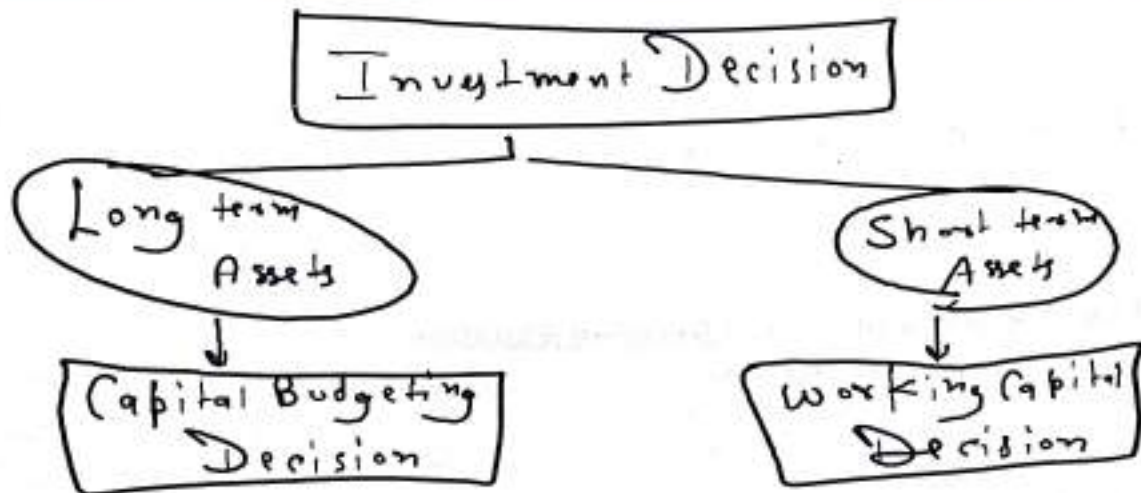 Investment Decision
Long term
Assets
Short term
Assets
Capital Budgeting
Decision
Working Capital
Decision